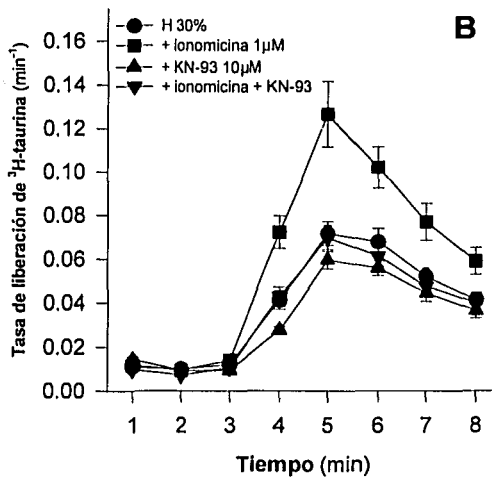 B
H 30%
+ ionomicina 1µM
+ KN-93 10µM
+ ionomicina + KN-93
Tasa de liberación de ³H-taurina (min⁻¹)
0.16
0.14
0.12
0.10
0.08
0.06
0.04
0.02
0.00
1 2 3 4 5 6 7 8
Tiempo (min)